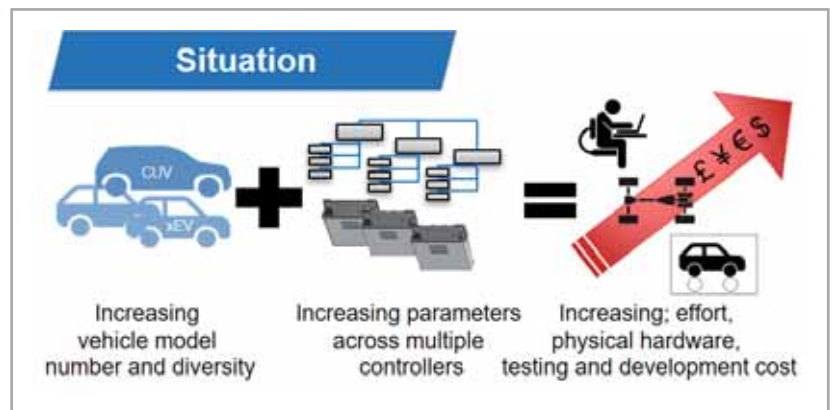 Situation
CUV
xEV
£ ¥ € $
Increasing
vehicle model
number and diversity
Increasing parameters
across multiple
controllers
Increasing; effort,
physical hardware,
testing and development cost